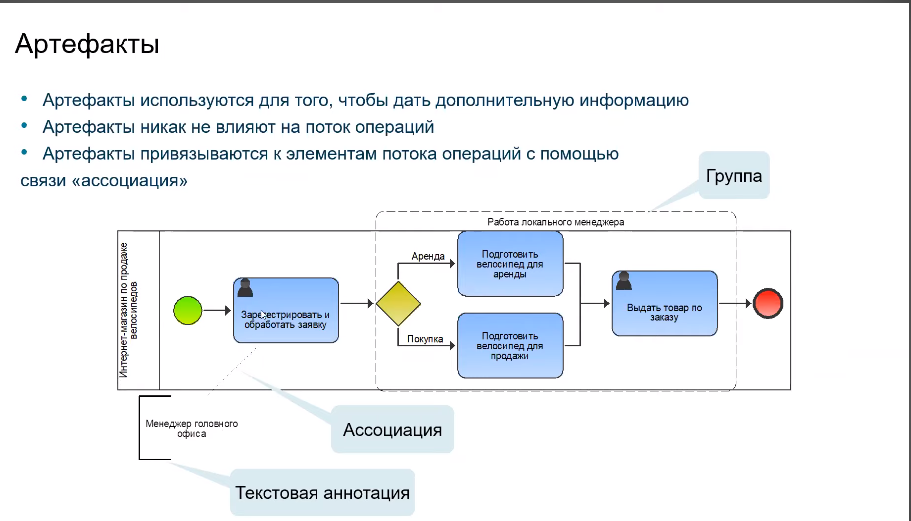 Артефакты
• Артефакты используются для того, чтобы дать дополнительную информацию
• Артефакты никак не влияют на поток операций
• Артефакты привязываются к элементам потока операций с помощью
связи «ассоциация»
Группа
Работа локального менеджера
Интернет-магазин по продаже
велосипедов
Зарегистрировать и
обработать заявку
Аренда
Подготовить
велосипед для
аренды
Покупка
Подготовить
велосипед для
продажи
Выдать товар по
заказу
Менеджер головного
офиса
Ассоциация
Текстовая аннотация